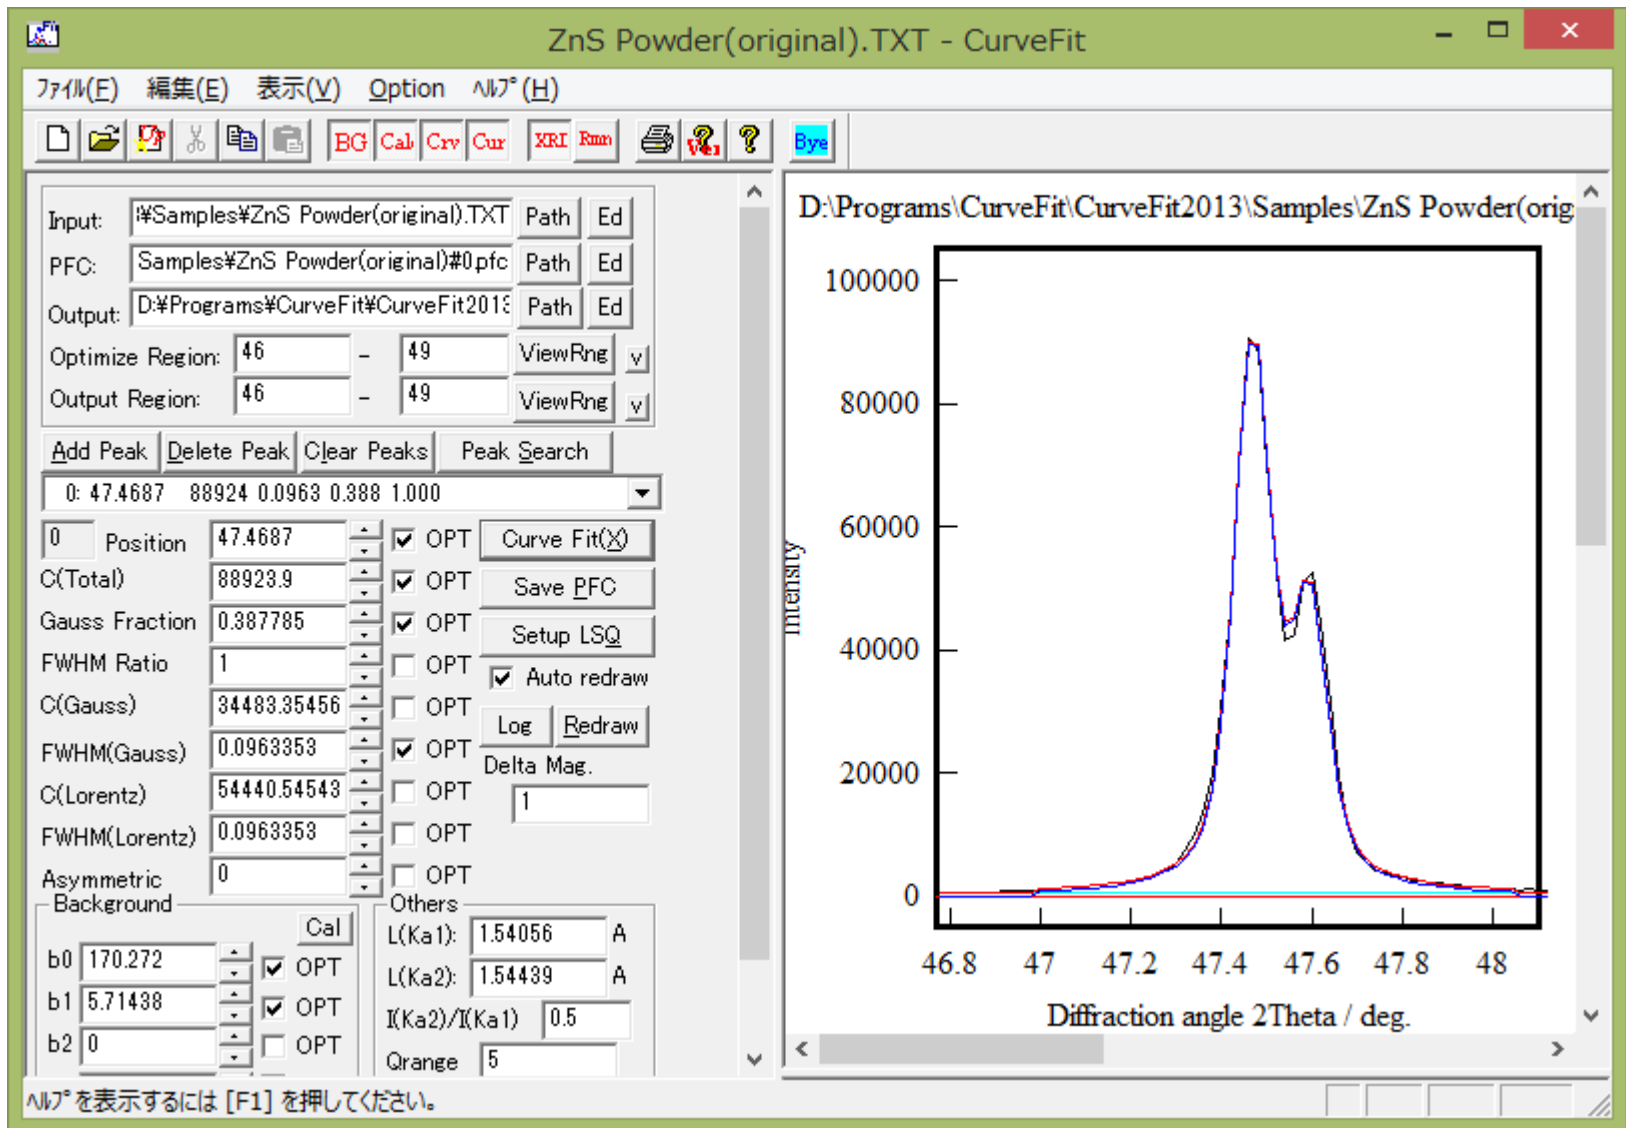 ZnS Powder(original).TXT - CurveFit
ﾌｧｲﾙ(F) 編集(E) 表示(V) Option ﾍﾙﾌﾟ(H)
BG Cal Crv Cur XRI Rmn Bye
Input: ¥Samples¥ZnS Powder(original).TXT Path Ed
PFC: Samples¥ZnS Powder(original)#0.pfc Path Ed
Output: D:¥Programs¥CurveFit¥CurveFit2013 Path Ed
Optimize Region: 46 - 49 ViewRng v
Output Region: 46 - 49 ViewRng v
Add Peak Delete Peak Clear Peaks Peak Search
0: 47.4687 88924 0.0963 0.388 1.000
0 Position 47.4687 OPT Curve Fit(X)
C(Total) 88923.9 OPT Save PFC
Gauss Fraction 0.387785 OPT Setup LSQ
FWHM Ratio 1 OPT Auto redraw
C(Gauss) 34483.35456 OPT Log Redraw
FWHM(Gauss) 0.0963353 OPT Delta Mag.
C(Lorentz) 54440.54543 OPT 1
FWHM(Lorentz) 0.0963353 OPT
Asymmetric 0 OPT
Background Cal
b0 170.272 OPT
b1 5.71438 OPT
b2 0 OPT
Others
L(Ka1): 1.54056 A
L(Ka2): 1.54439 A
I(Ka2)/I(Ka1) 0.5
Qrange 5
D:\Programs\CurveFit\CurveFit2013\Samples\ZnS Powder(orig
100000
80000
60000
40000
20000
0
Intensity
46.8 47 47.2 47.4 47.6 47.8 48
Diffraction angle 2Theta / deg.
ﾍﾙﾌﾟを表示するには [F1] を押してください。